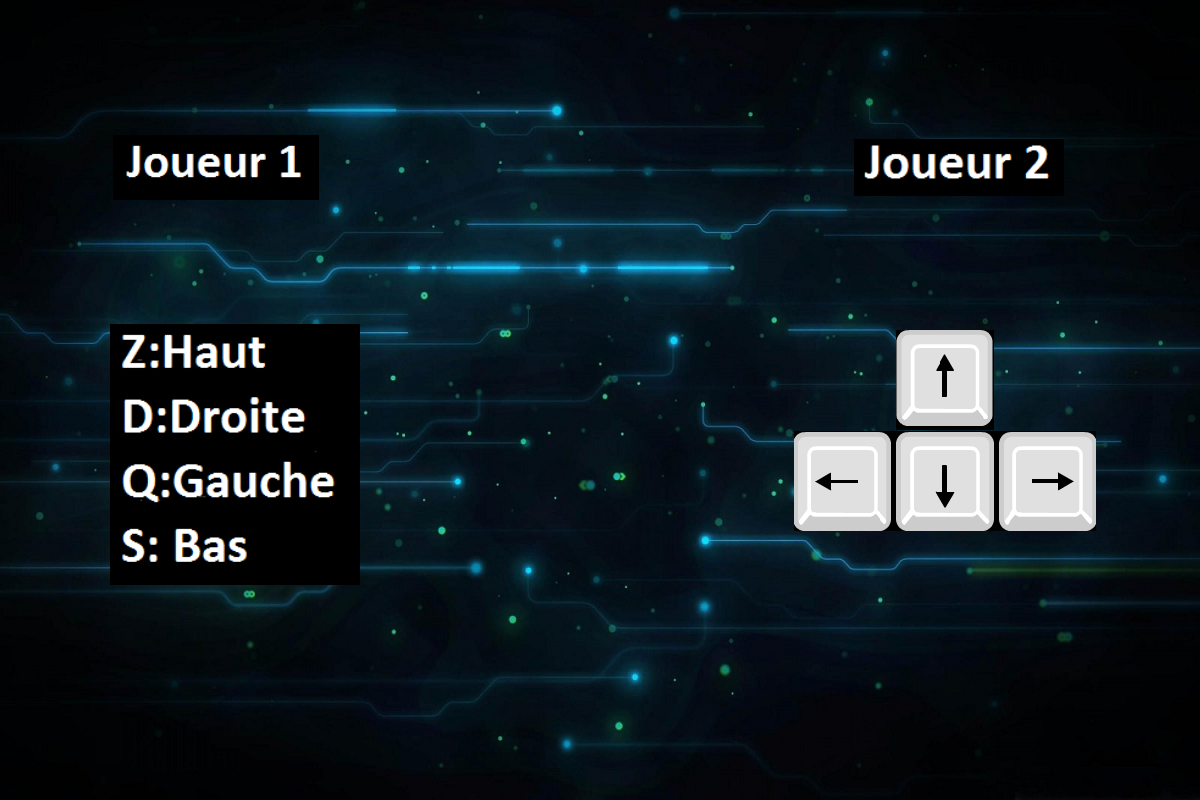 Joueur 1
Joueur 2
Z:Haut
D:Droite
Q:Gauche
S: Bas
↑
← ↓ →